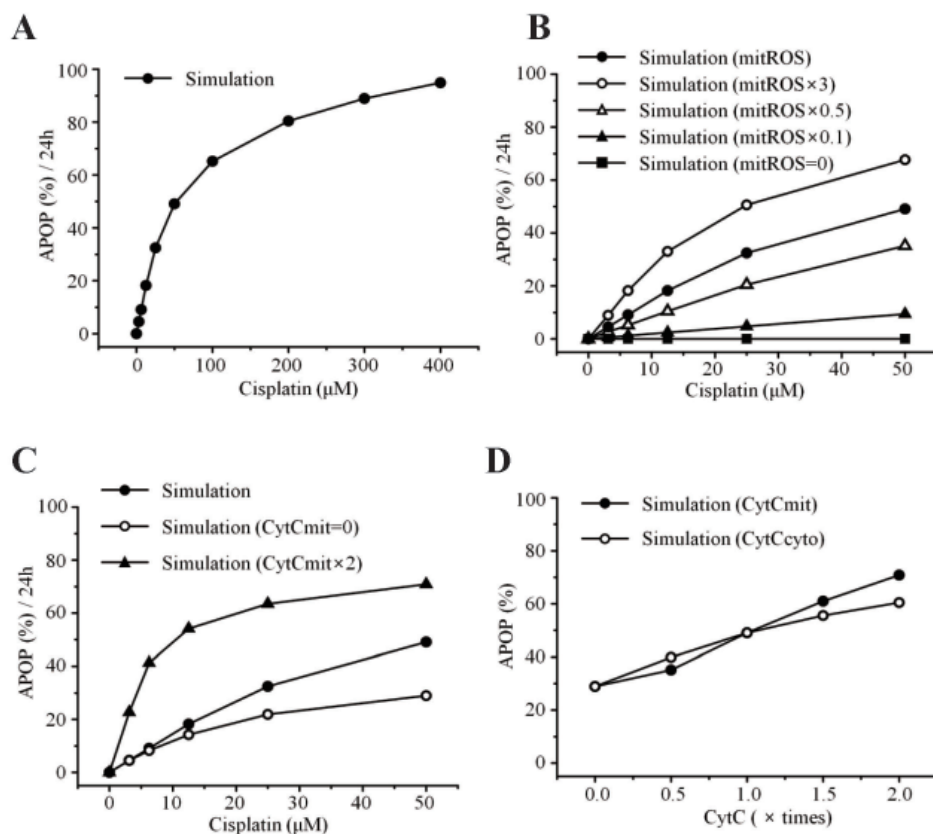 A
Simulation
100
80
60
40
20
0
APOP (%) / 24h
0 100 200 300 400
Cisplatin (μM)
B
Simulation (mitROS)
Simulation (mitROS×3)
Simulation (mitROS×0.5)
Simulation (mitROS×0.1)
Simulation (mitROS=0)
100
80
60
40
20
0
APOP (%) / 24h
0 10 20 30 40 50
Cisplatin (μM)
C
Simulation
Simulation (CytCmit=0)
Simulation (CytCmit×2)
100
80
60
40
20
0
APOP (%) / 24h
0 10 20 30 40 50
Cisplatin (μM)
D
Simulation (CytCmit)
Simulation (CytCcyto)
100
80
60
40
20
0
APOP (%)
0.0 0.5 1.0 1.5 2.0
CytC ( × times)